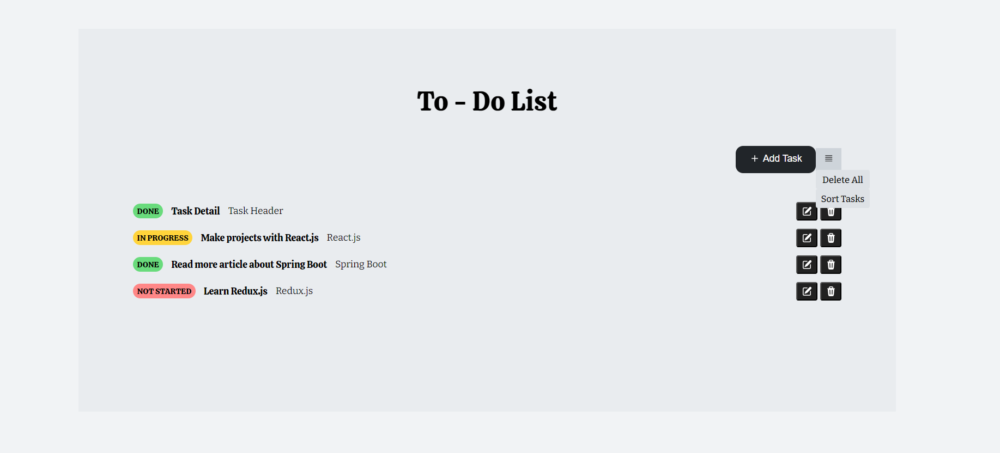 To - Do List
+ Add Task
Delete All
Sort Tasks
DONE Task Detail Task Header
IN PROGRESS Make projects with React.js React.js
DONE Read more article about Spring Boot Spring Boot
NOT STARTED Learn Redux.js Redux.js